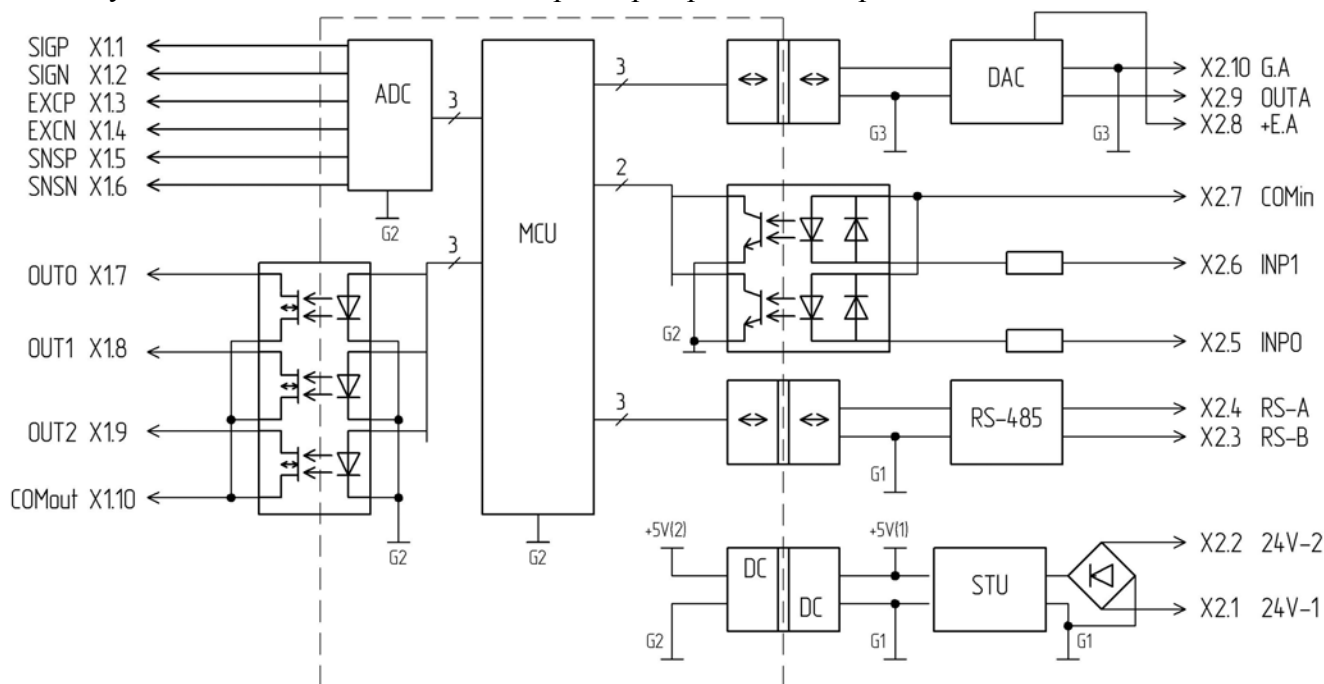 SIGP X1.1
SIGN X1.2
EXCP X1.3
EXCN X1.4
SNSP X1.5
SNSN X1.6
ADC
3
G2
OUT0 X1.7
OUT1 X1.8
OUT2 X1.9
COMout X1.10
3
G2
MCU
G2
3
G3
DAC
G3
X2.10 G.A
X2.9 OUTA
X2.8 +E.A
2
G2
X2.7 COMin
X2.6 INP1
X2.5 INP0
3
G1
RS-485
X2.4 RS-A
X2.3 RS-B
+5V(2)
G2
DC
DC
+5V(1)
G1
STU
G1
X2.2 24V-2
X2.1 24V-1